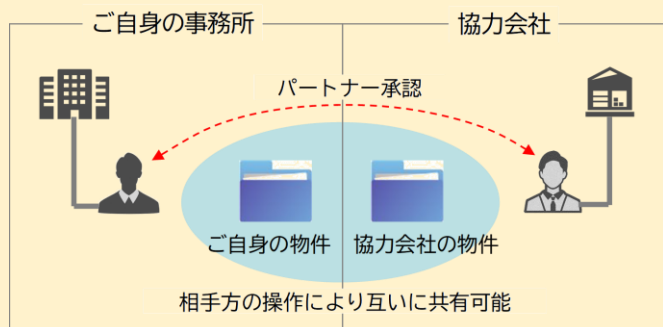 ご自身の事務所
協力会社
パートナー承認
ご自身の物件
協力会社の物件
相手方の操作により互いに共有可能